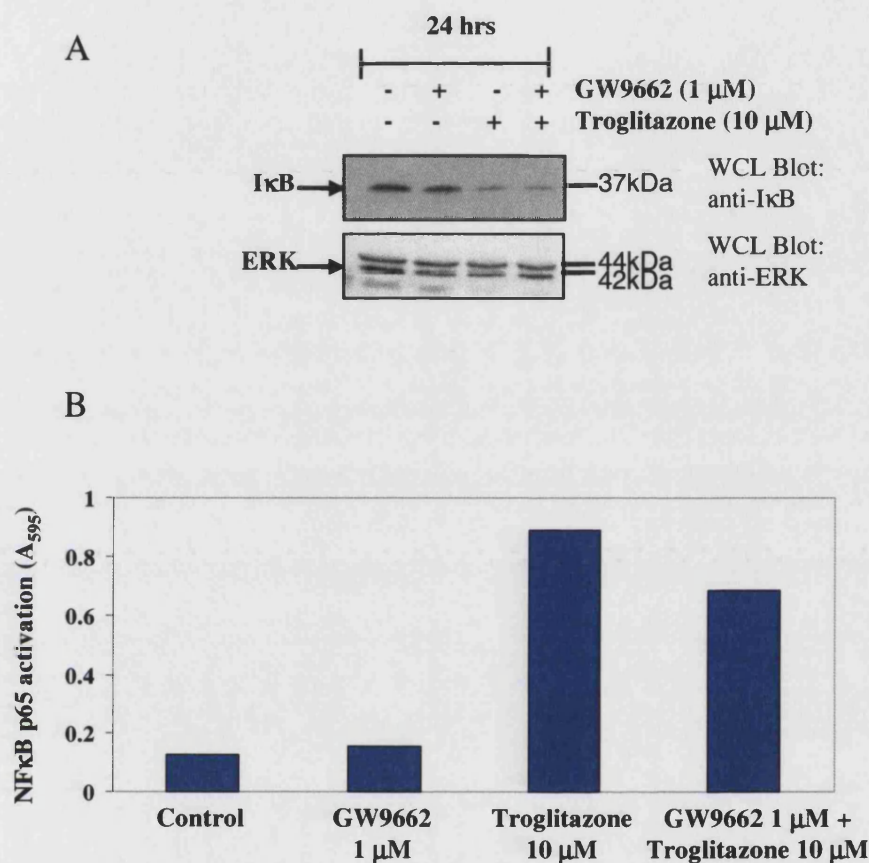 A
24 hrs
- + - + GW9662 (1 μM)
- - + + Troglitazone (10 μM)
IκB
37kDa
WCL Blot:
anti-IκB
ERK
44kDa
42kDa
WCL Blot:
anti-ERK
B
NFκB p65 activation (A595)
1
0.8
0.6
0.4
0.2
0
Control
GW9662
1 μM
Troglitazone
10 μM
GW9662 1 μM +
Troglitazone 10 μM